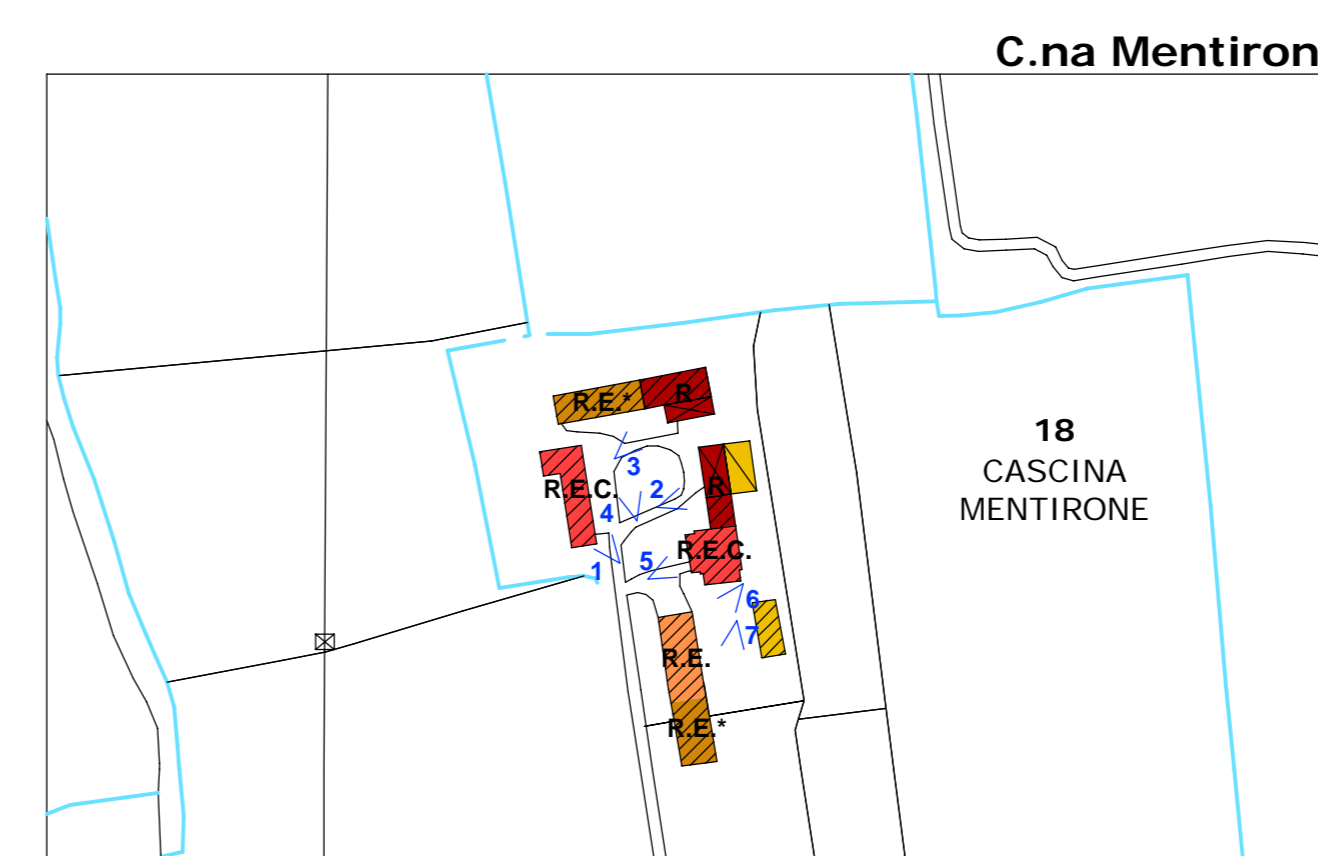 C.na Mentiron
R.E.*
R
18
CASCINA
MENTIRONE
3
R.E.C.
2
R
4
R.E.C.
5
1
6
7
R.E.
R.E.*